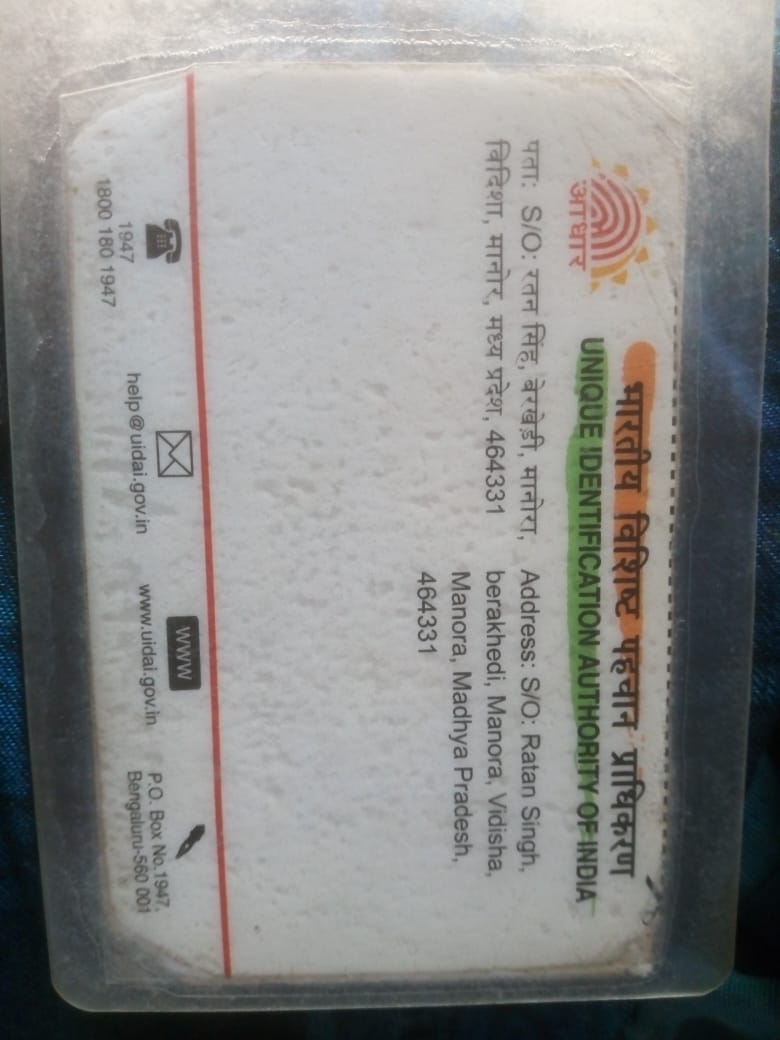 भारतीय विशिष्ट पहचान प्राधिकरण
UNIQUE IDENTIFICATION AUTHORITY OF INDIA
आधार
पता: S/O: रतन सिंह, बेरखेड़ी, मानोरा,
विदिशा, मानोर, मध्य प्रदेश, 464331
Address: S/O: Ratan Singh,
berakhedi, Manora, Vidisha,
Manora, Madhya Pradesh,
464331
1947
1800 180 1947
help@uidai.gov.in
www
www.uidai.gov.in
P.O. Box No.1947,
Bengaluru-560 001